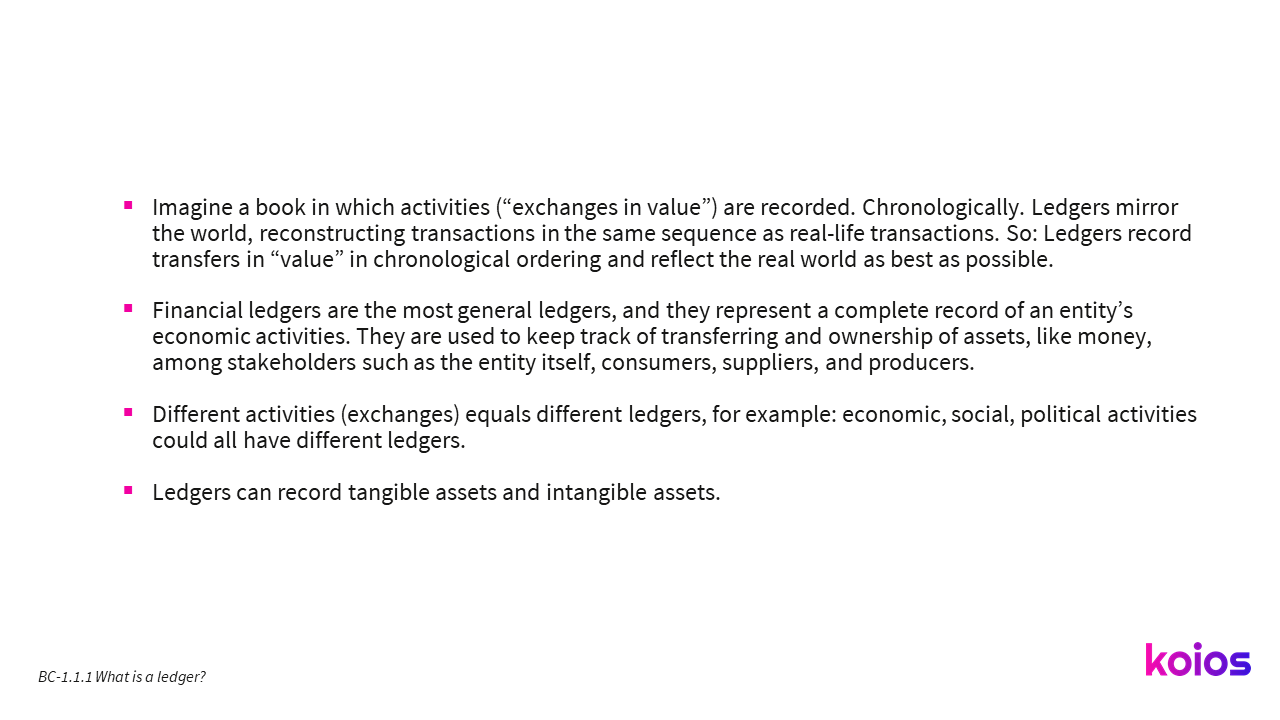 ▪ Imagine a book in which activities (“exchanges in value”) are recorded. Chronologically. Ledgers mirror
the world, reconstructing transactions in the same sequence as real-life transactions. So: Ledgers record
transfers in “value” in chronological ordering and reflect the real world as best as possible.
▪ Financial ledgers are the most general ledgers, and they represent a complete record of an entity’s
economic activities. They are used to keep track of transferring and ownership of assets, like money,
among stakeholders such as the entity itself, consumers, suppliers, and producers.
▪ Different activities (exchanges) equals different ledgers, for example: economic, social, political activities
could all have different ledgers.
▪ Ledgers can record tangible assets and intangible assets.
BC-1.1.1 What is a ledger?
koios